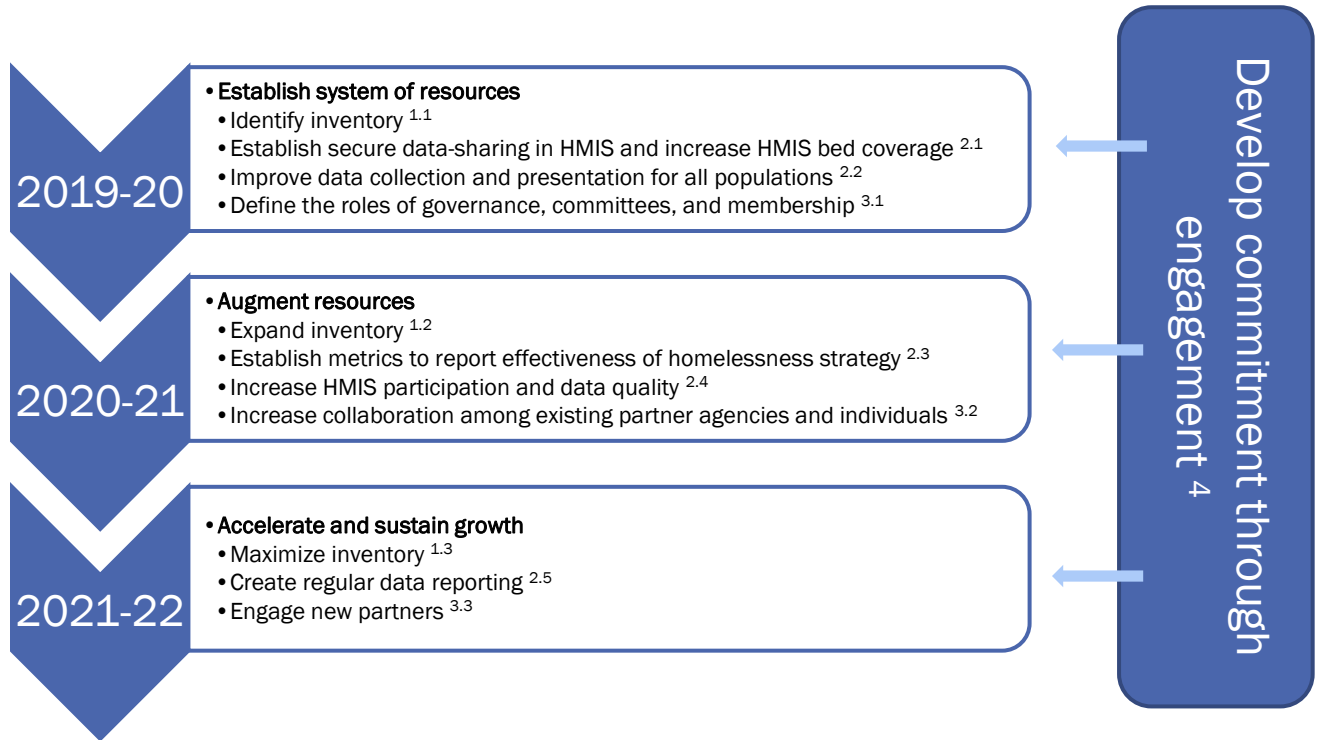 2019-20
•Establish system of resources
•Identify inventory 1.1
•Establish secure data-sharing in HMIS and increase HMIS bed coverage 2.1
•Improve data collection and presentation for all populations 2.2
•Define the roles of governance, committees, and membership 3.1
2020-21
•Augment resources
•Expand inventory 1.2
•Establish metrics to report effectiveness of homelessness strategy 2.3
•Increase HMIS participation and data quality 2.4
•Increase collaboration among existing partner agencies and individuals 3.2
2021-22
•Accelerate and sustain growth
•Maximize inventory 1.3
•Create regular data reporting 2.5
•Engage new partners 3.3
Develop commitment through
engagement 4